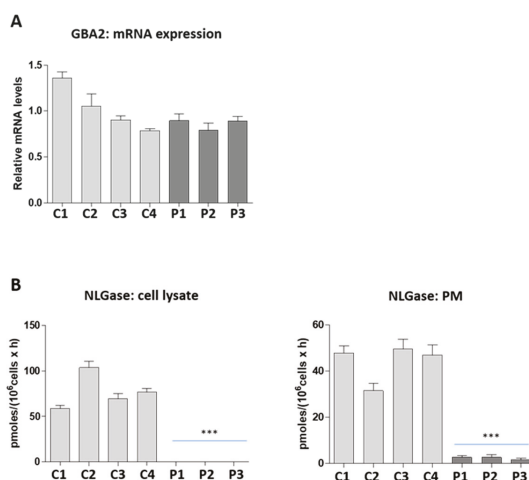 A
GBA2: mRNA expression
Relative mRNA levels
1.5
1.0
0.5
0.0
C1 C2 C3 C4 P1 P2 P3
B
NLGase: cell lysate
pmoles/(10⁶cells x h)
150
100
50
0
***
C1 C2 C3 C4 P1 P2 P3
NLGase: PM
pmoles/(10⁶cells x h)
60
40
20
0
***
C1 C2 C3 C4 P1 P2 P3